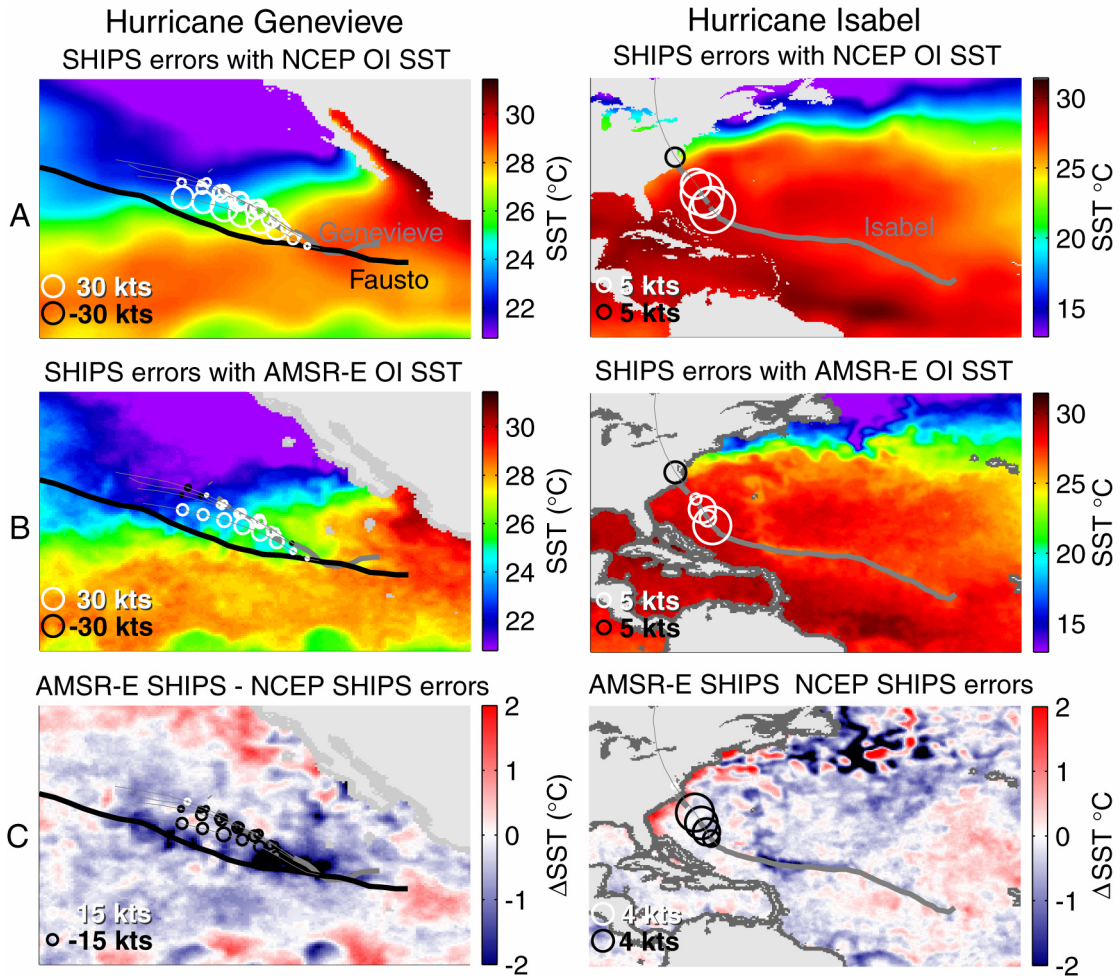 Hurricane Genevieve
SHIPS errors with NCEP OI SST
30
28
26
24
22
SST (°C)
A
Genevieve
Fausto
30 kts
-30 kts
Hurricane Isabel
SHIPS errors with NCEP OI SST
30
25
20
15
SST °C
Isabel
5 kts
5 kts
SHIPS errors with AMSR-E OI SST
30
28
26
24
22
SST (°C)
B
30 kts
-30 kts
SHIPS errors with AMSR-E OI SST
30
25
20
15
SST °C
5 kts
5 kts
AMSR-E SHIPS - NCEP SHIPS errors
2
1
0
-1
-2
ΔSST (°C)
C
15 kts
-15 kts
AMSR-E SHIPS NCEP SHIPS errors
2
1
0
-1
-2
ΔSST (°C)
4 kts
4 kts